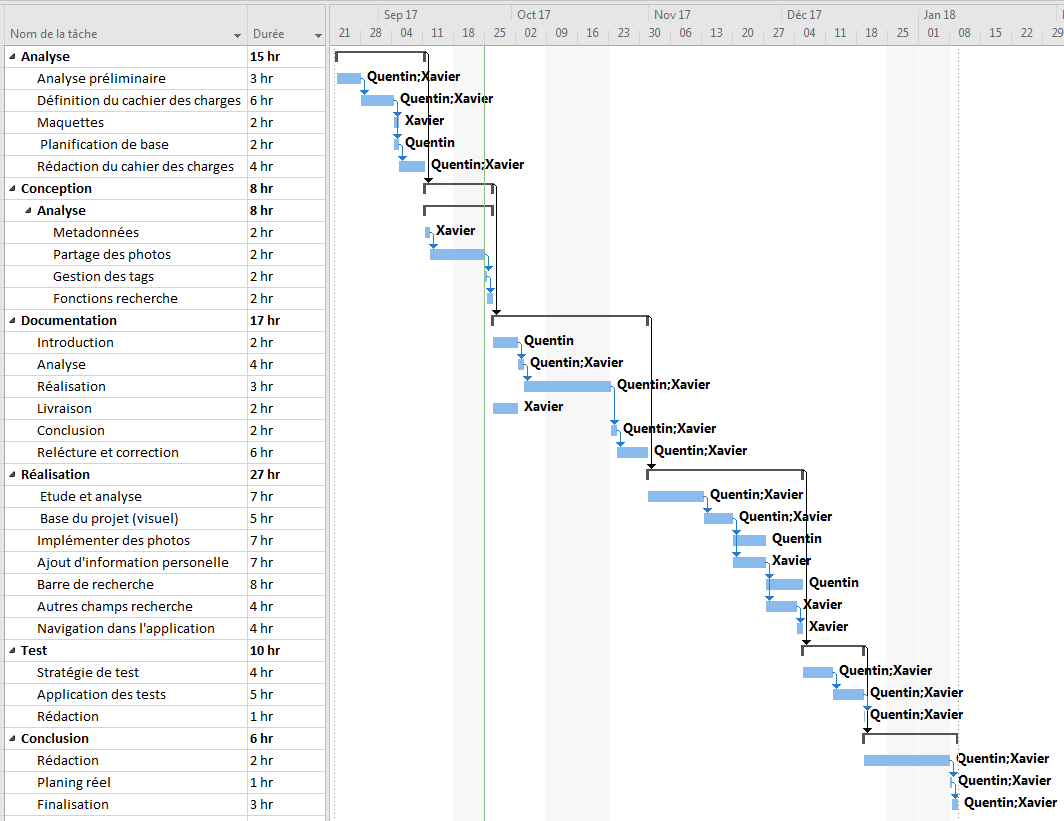 Sep 17 Oct 17 Nov 17 Déc 17 Jan 18
Nom de la tâche Durée 21 28 04 11 18 25 02 09 16 23 30 06 13 20 27 04 11 18 25 01 08 15 22 29
Analyse 15 hr
Analyse préliminaire 3 hr Quentin;Xavier
Définition du cachier des charges 6 hr Quentin;Xavier
Maquettes 2 hr Xavier
Planification de base 2 hr Quentin
Rédaction du cahier des charges 4 hr Quentin;Xavier
Conception 8 hr
Analyse 8 hr
Metadonnées 2 hr Xavier
Partage des photos 2 hr
Gestion des tags 2 hr
Fonctions recherche 2 hr
Documentation 17 hr
Introduction 2 hr Quentin
Analyse 4 hr Quentin;Xavier
Réalisation 3 hr Quentin;Xavier
Livraison 2 hr Xavier
Conclusion 2 hr Quentin;Xavier
Relécture et correction 6 hr Quentin;Xavier
Réalisation 27 hr
Etude et analyse 7 hr Quentin;Xavier
Base du projet (visuel) 5 hr Quentin;Xavier
Implémenter des photos 7 hr Quentin
Ajout d'information personelle 7 hr Xavier
Barre de recherche 8 hr Quentin
Autres champs recherche 4 hr Xavier
Navigation dans l'application 4 hr Xavier
Test 10 hr
Stratégie de test 4 hr Quentin;Xavier
Application des tests 5 hr Quentin;Xavier
Rédaction 1 hr Quentin;Xavier
Conclusion 6 hr
Rédaction 2 hr Quentin;Xavier
Planing réel 1 hr Quentin;Xavier
Finalisation 3 hr Quentin;Xavier